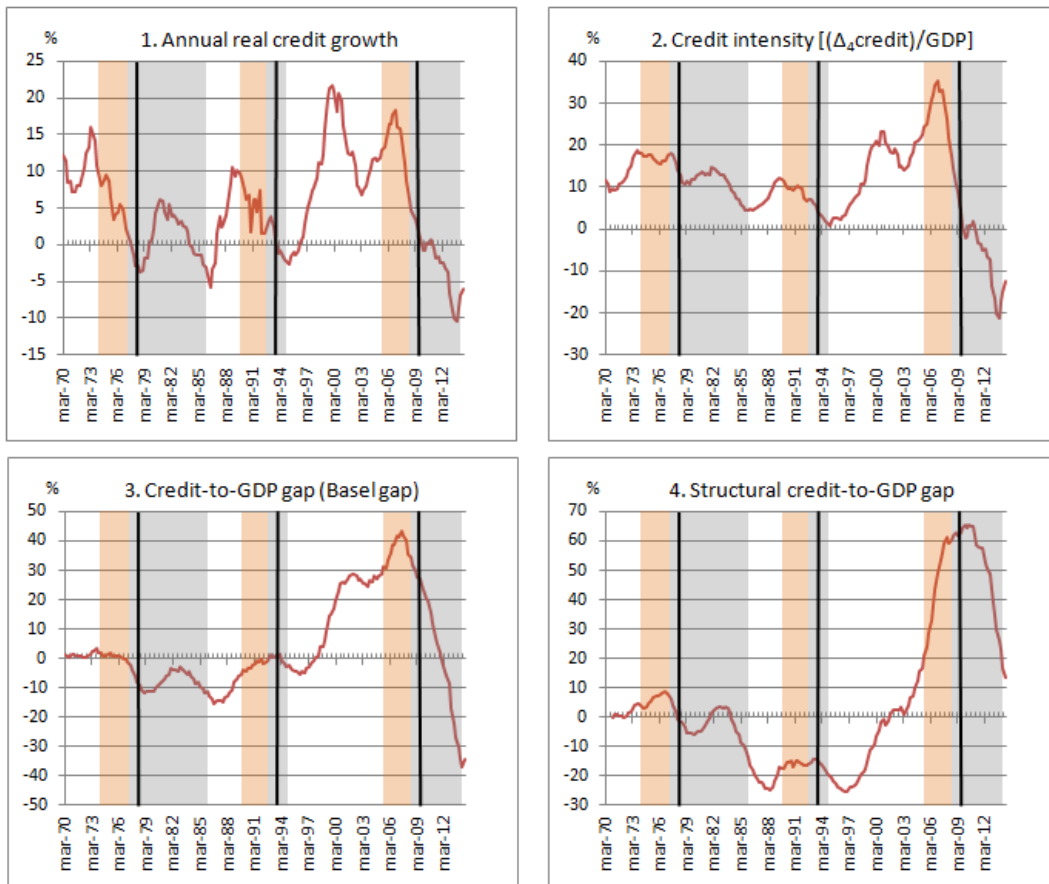 %
1. Annual real credit growth
25
20
15
10
5
0
-5
-10
-15
mar-70
mar-73
mar-76
mar-79
mar-82
mar-85
mar-88
mar-91
mar-94
mar-97
mar-00
mar-03
mar-06
mar-09
mar-12
%
2. Credit intensity [(Δ₄credit)/GDP]
40
30
20
10
0
-10
-20
-30
mar-70
mar-73
mar-76
mar-79
mar-82
mar-85
mar-88
mar-91
mar-94
mar-97
mar-00
mar-03
mar-06
mar-09
mar-12
%
3. Credit-to-GDP gap (Basel gap)
50
40
30
20
10
0
-10
-20
-30
-40
-50
mar-70
mar-73
mar-76
mar-79
mar-82
mar-85
mar-88
mar-91
mar-94
mar-97
mar-00
mar-03
mar-06
mar-09
mar-12
%
4. Structural credit-to-GDP gap
70
60
50
40
30
20
10
0
-10
-20
-30
mar-70
mar-73
mar-76
mar-79
mar-82
mar-85
mar-88
mar-91
mar-94
mar-97
mar-00
mar-03
mar-06
mar-09
mar-12